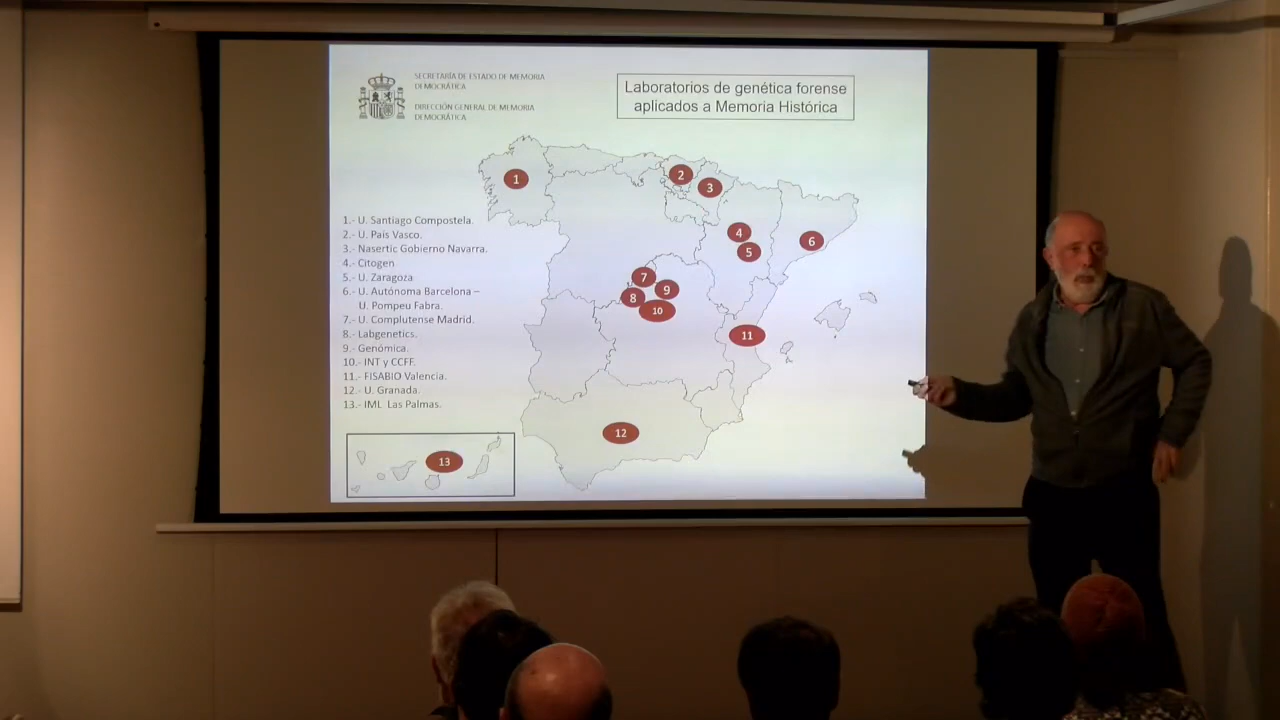 SECRETARÍA DE ESTADO DE MEMORIA
DEMOCRÁTICA
DIRECCIÓN GENERAL DE MEMORIA
DEMOCRÁTICA
Laboratorios de genética forense
aplicados a Memoria Histórica
1.- U. Santiago Compostela.
2.- U. País Vasco.
3.- Nasertic Gobierno Navarra.
4.- Citogen
5.- U. Zaragoza
6.- U. Autónoma Barcelona –
U. Pompeu Fabra.
7.- U. Complutense Madrid.
8.- Labgenetics.
9.- Genómica.
10.- INT y CCFF.
11.- FISABIO Valencia.
12.- U. Granada.
13.- IML Las Palmas.
1
2
3
4
5
6
7
8
9
10
11
12
13